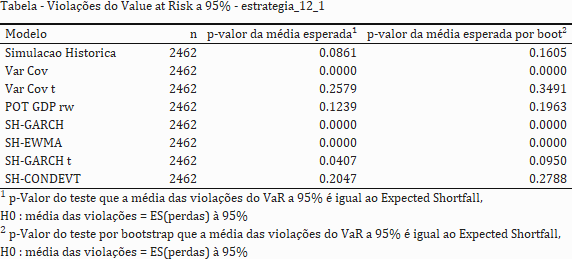 Tabela - Violações do Value at Risk a 95% - estrategia_12_1
Modelo n p-valor da média esperada¹ p-valor da média esperada por boot²
Simulacao Historica 2462 0.0861 0.1605
Var Cov 2462 0.0000 0.0000
Var Cov t 2462 0.2579 0.3491
POT GDP rw 2462 0.1239 0.1963
SH-GARCH 2462 0.0000 0.0000
SH-EWMA 2462 0.0000 0.0000
SH-GARCH t 2462 0.0407 0.0950
SH-CONDEVT 2462 0.2047 0.2788
¹ p-Valor do teste que a média das violações do VaR a 95% é igual ao Expected Shortfall,
H0 : média das violações = ES(perdas) à 95%
² p-Valor do teste por bootstrap que a média das violações do VaR a 95% é igual ao Expected Shortfall,
H0 : média das violações = ES(perdas) à 95%